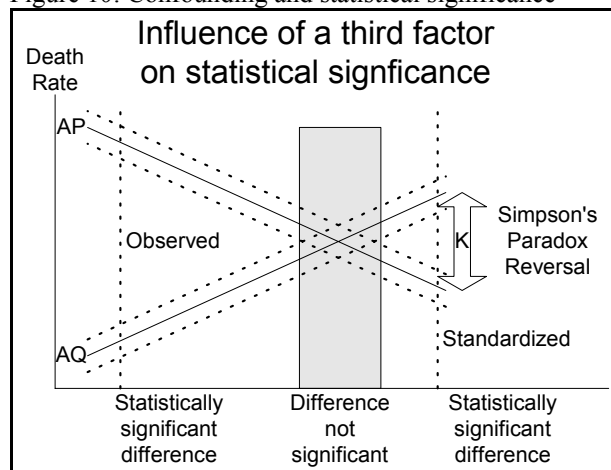 Figure 10: Confounding and statistical significance
Influence of a third factor
on statistical signficance
Death
Rate
AP
Observed
K
Simpson's
Paradox
Reversal
AQ
Standardized
Statistically
significant
difference
Difference
not
significant
Statistically
significant
difference